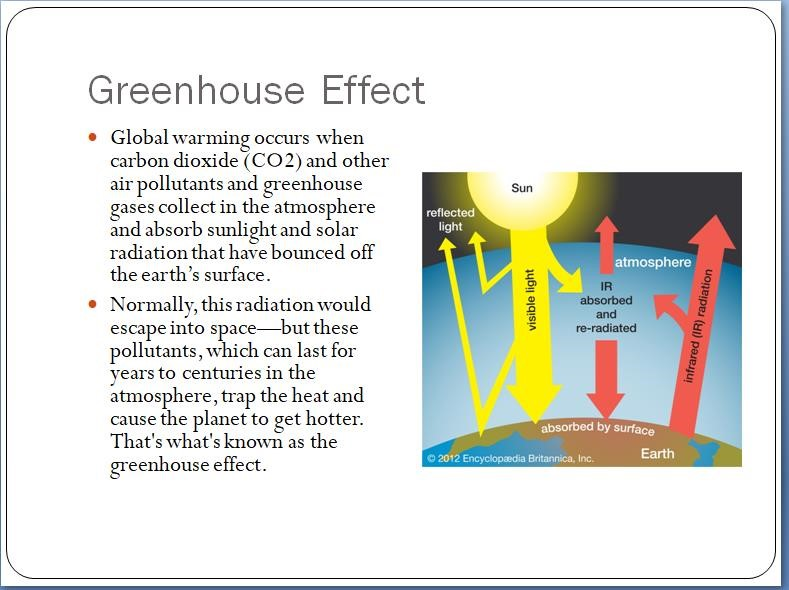 Greenhouse Effect
• Global warming occurs when
carbon dioxide (CO2) and other
air pollutants and greenhouse
gases collect in the atmosphere
and absorb sunlight and solar
radiation that have bounced off
the earth’s surface.
• Normally, this radiation would
escape into space—but these
pollutants, which can last for
years to centuries in the
atmosphere, trap the heat and
cause the planet to get hotter.
That's what's known as the
greenhouse effect.
Sun
reflected
light
visible light
atmosphere
IR
absorbed
and
re-radiated
infrared (IR) radiation
absorbed by surface
Earth
© 2012 Encyclopædia Britannica, Inc.